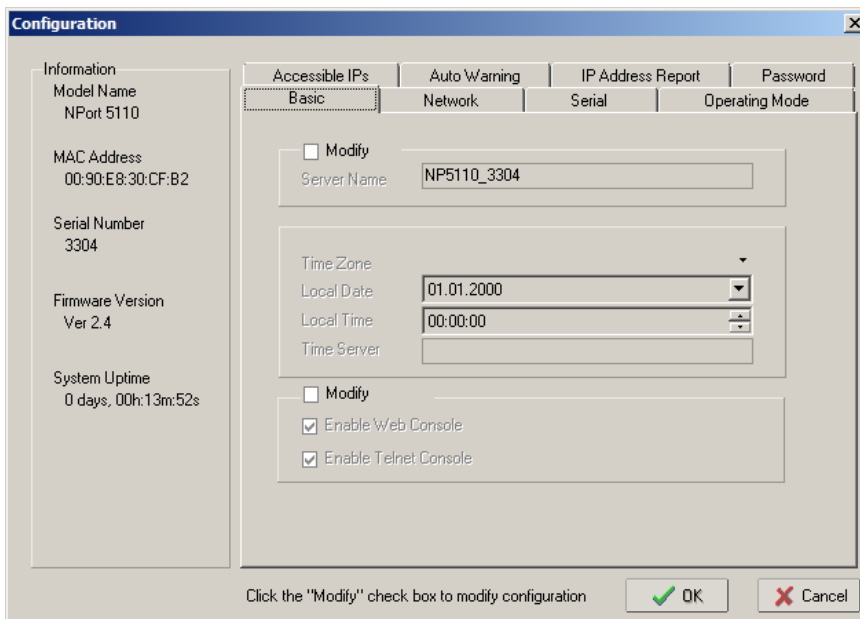 Configuration
Information
Model Name
NPort 5110
MAC Address
00:90:E8:30:CF:B2
Serial Number
3304
Firmware Version
Ver 2.4
System Uptime
0 days, 00h:13m:52s
Accessible IPs Auto Warning IP Address Report Password
Basic Network Serial Operating Mode
Modify
Server Name NP5110_3304
Time Zone
Local Date 01.01.2000
Local Time 00:00:00
Time Server
Modify
Enable Web Console
Enable Telnet Console
Click the "Modify" check box to modify configuration OK Cancel